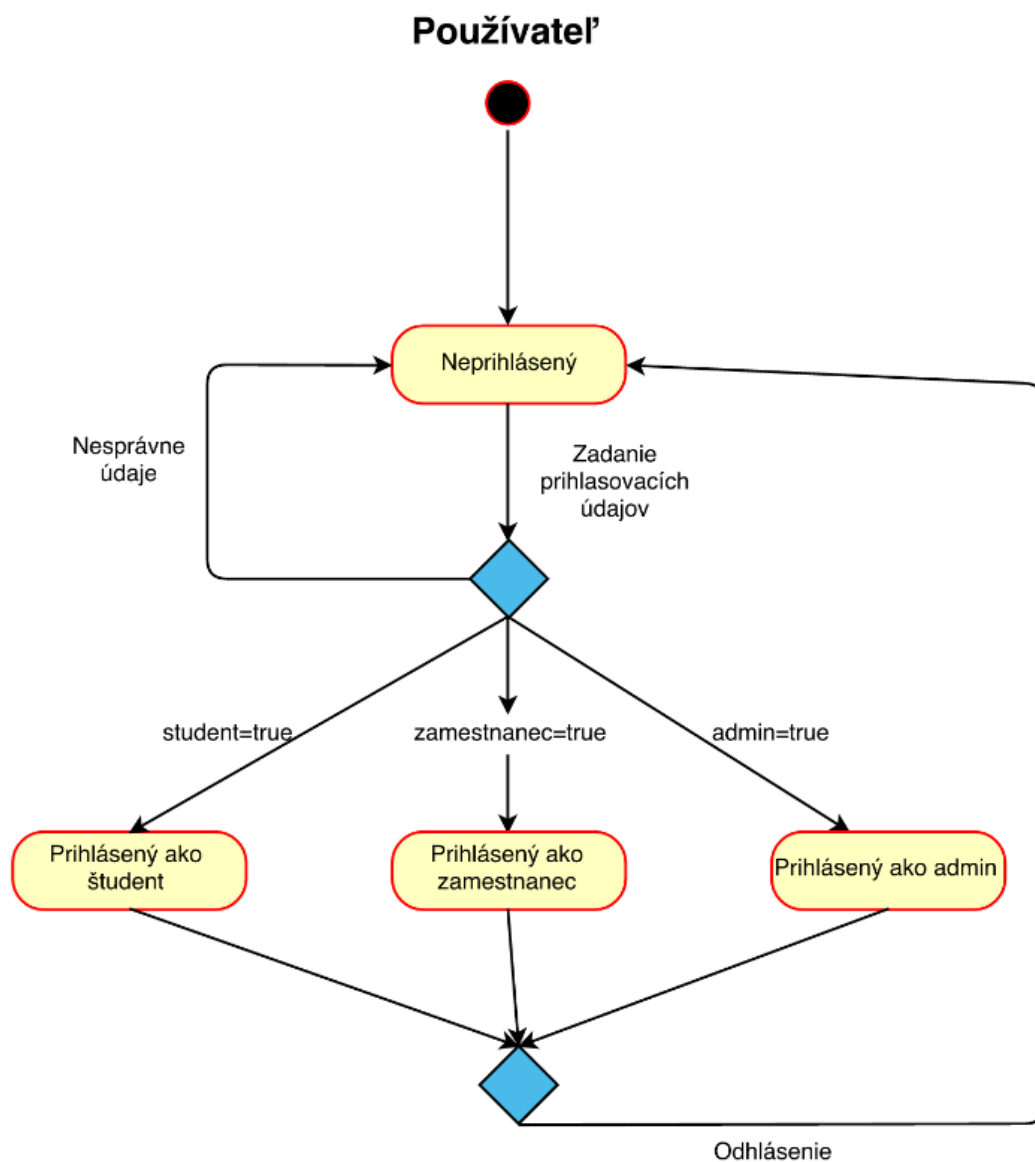 Používateľ
Neprihlásený
Nesprávne
údaje
Zadanie
prihlasovacích
údajov
student=true
zamestnanec=true
admin=true
Prihlásený ako
študent
Prihlásený ako
zamestnanec
Prihlásený ako admin
Odhlásenie